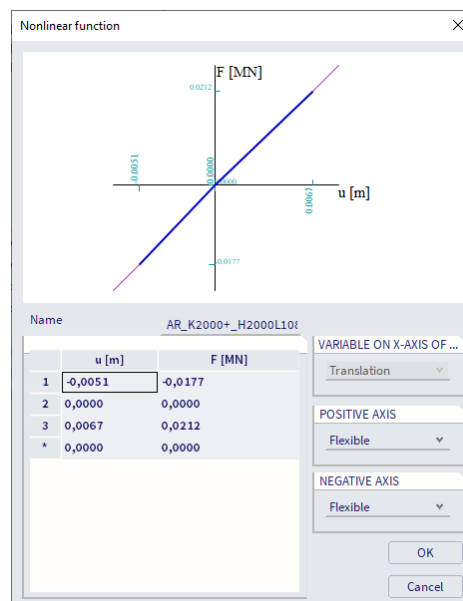 Nonlinear function
F [MN]
0.0212
-0.0051
0.0000
0.0067
u [m]
-0.0177
Name
AR_K2000+_H2000L108
VARIABLE ON X-AXIS OF ...
u [m] F [MN]
Translation
1 -0,0051 -0,0177
2 0,0000 0,0000
POSITIVE AXIS
3 0,0067 0,0212
Flexible
* 0,0000 0,0000
NEGATIVE AXIS
Flexible
OK
Cancel